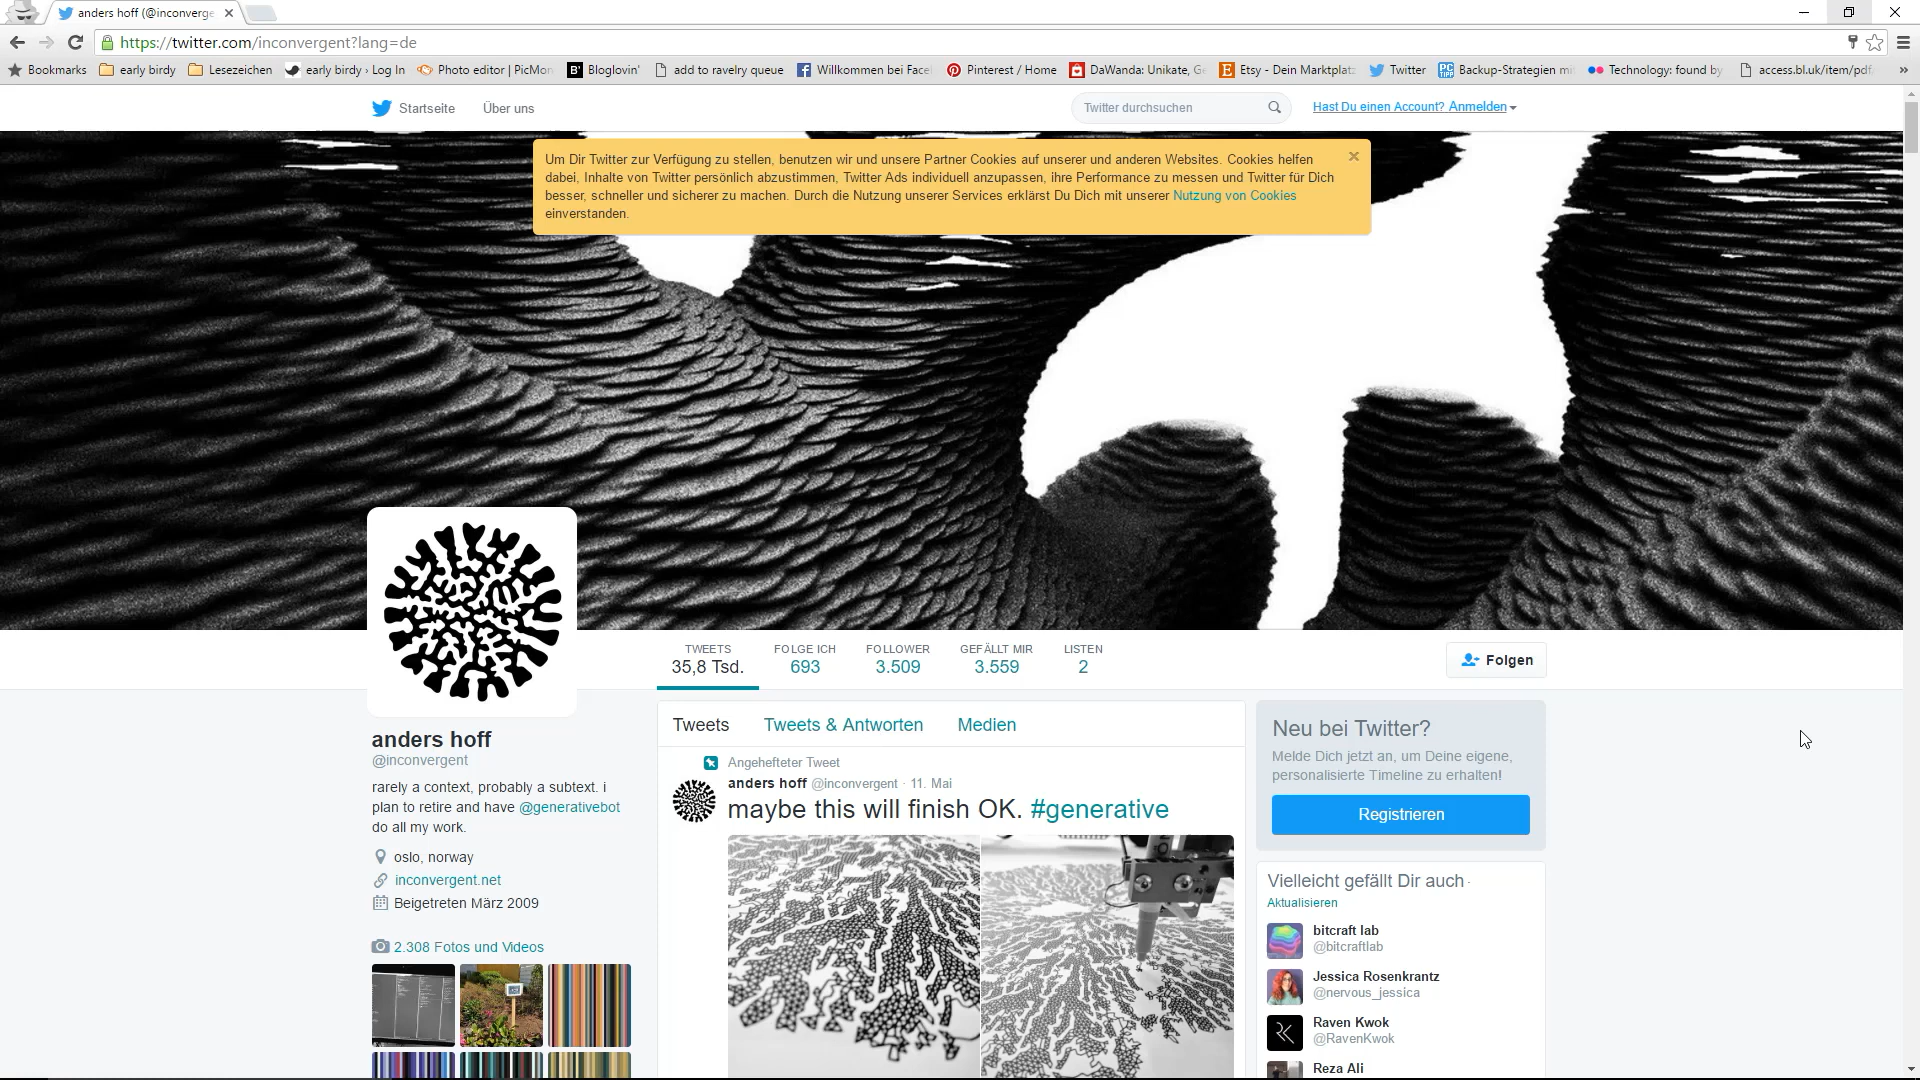 anders hoff (@inconverge
https://twitter.com/inconvergent?lang=de
Bookmarks early birdy Lesezeichen early birdy › Log In Photo editor | PicMon Bloglovin' add to ravelry queue Willkommen bei Face Pinterest / Home DaWanda: Unikate, G Etsy - Dein Marktplat Twitter Backup-Strategien mi Technology: found by access.bl.uk/item/pdf »
Startseite Über uns Twitter durchsuchen Hast Du einen Account? Anmelden
Um Dir Twitter zur Verfügung zu stellen, benutzen wir und unsere Partner Cookies auf unserer und anderen Websites. Cookies helfen
dabei, Inhalte von Twitter persönlich abzustimmen, Twitter Ads individuell anzupassen, ihre Performance zu messen und Twitter für Dich
besser, schneller und sicherer zu machen. Durch die Nutzung unserer Services erklärst Du Dich mit unserer Nutzung von Cookies
einverstanden.
TWEETS FOLGE ICH FOLLOWER GEFÄLLT MIR LISTEN
35,8 Tsd. 693 3.509 3.559 2
Folgen
anders hoff
@inconvergent
rarely a context, probably a subtext. i
plan to retire and have @generativebot
do all my work.
oslo, norway
inconvergent.net
Beigetreten März 2009
2.308 Fotos und Videos
Tweets Tweets & Antworten Medien
Angehefteter Tweet
anders hoff @inconvergent · 11. Mai
maybe this will finish OK. #generative
Neu bei Twitter?
Melde Dich jetzt an, um Deine eigene,
personalisierte Timeline zu erhalten!
Registrieren
Vielleicht gefällt Dir auch ·
Aktualisieren
bitcraft lab
@bitcraftlab
Jessica Rosenkrantz
@nervous_jessica
Raven Kwok
@RavenKwok
Reza Ali